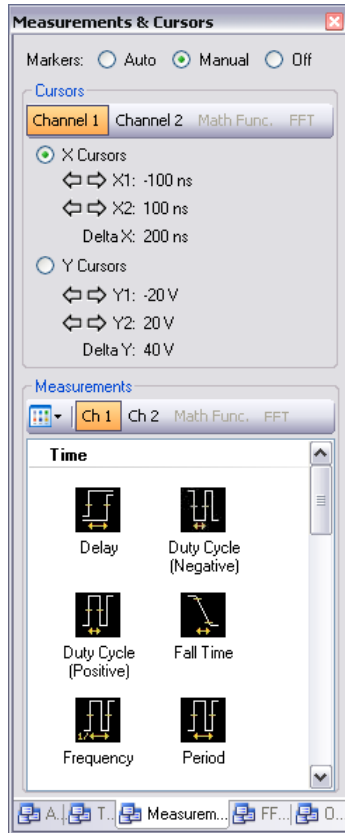 Measurements & Cursors
Markers: Auto Manual Off
Cursors
Channel 1 Channel 2 Math Func. FFT
X Cursors
X1: -100 ns
X2: 100 ns
Delta X: 200 ns
Y Cursors
Y1: -20 V
Y2: 20 V
Delta Y: 40 V
Measurements
Ch 1 Ch 2 Math Func. FFT
Time
Delay Duty Cycle
(Negative)
Duty Cycle Fall Time
(Positive)
Frequency Period
A.. T.. Measurem... FF... O...